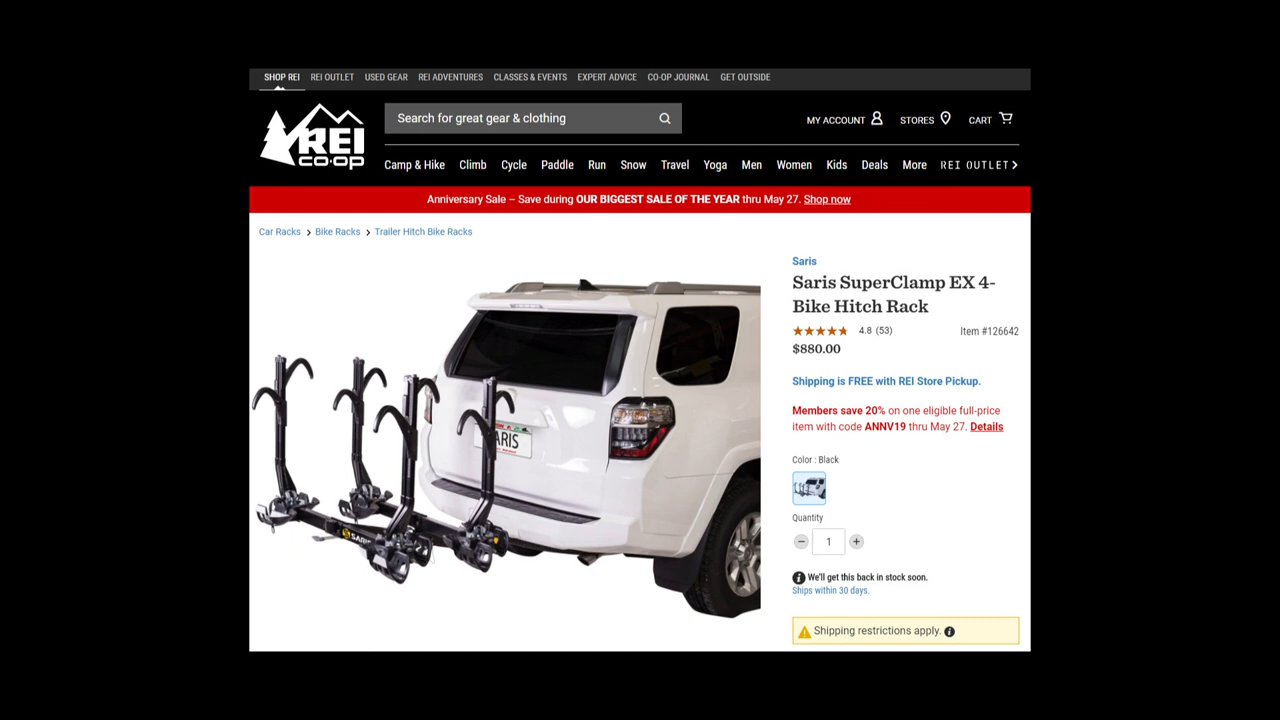 SHOP REI REI OUTLET USED GEAR REI ADVENTURES CLASSES & EVENTS EXPERT ADVICE CO-OP JOURNAL GET OUTSIDE
REI
CO·OP
Search for great gear & clothing
MY ACCOUNT STORES CART
Camp & Hike Climb Cycle Paddle Run Snow Travel Yoga Men Women Kids Deals More REI OUTLET
Anniversary Sale – Save during OUR BIGGEST SALE OF THE YEAR thru May 27. Shop now
Car Racks Bike Racks Trailer Hitch Bike Racks
Saris
Saris SuperClamp EX 4-
Bike Hitch Rack
4.8 (53) Item #126642
$880.00
Shipping is FREE with REI Store Pickup.
Members save 20% on one eligible full-price
item with code ANNV19 thru May 27. Details
Color : Black
Quantity
1
We'll get this back in stock soon.
Ships within 30 days.
Shipping restrictions apply.
ARIS
SARIS